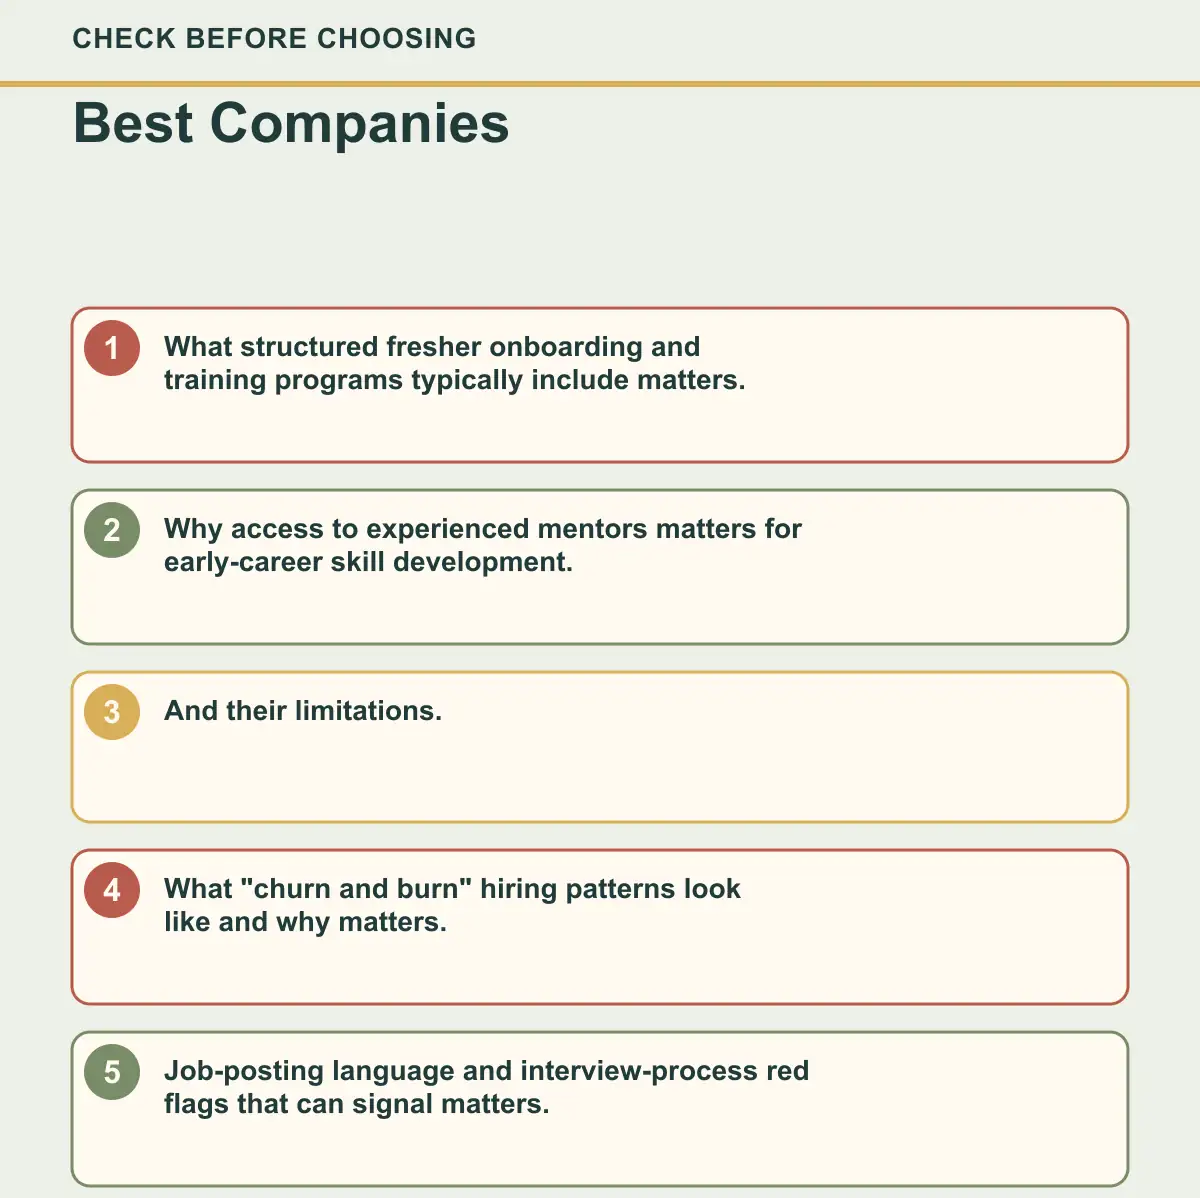 CHECK BEFORE CHOOSING
Best Companies
1
What structured fresher onboarding and
training programs typically include matters.
2
Why access to experienced mentors matters for
early-career skill development.
3
And their limitations.
4
What "churn and burn" hiring patterns look
like and why matters.
5
Job-posting language and interview-process red
flags that can signal matters.